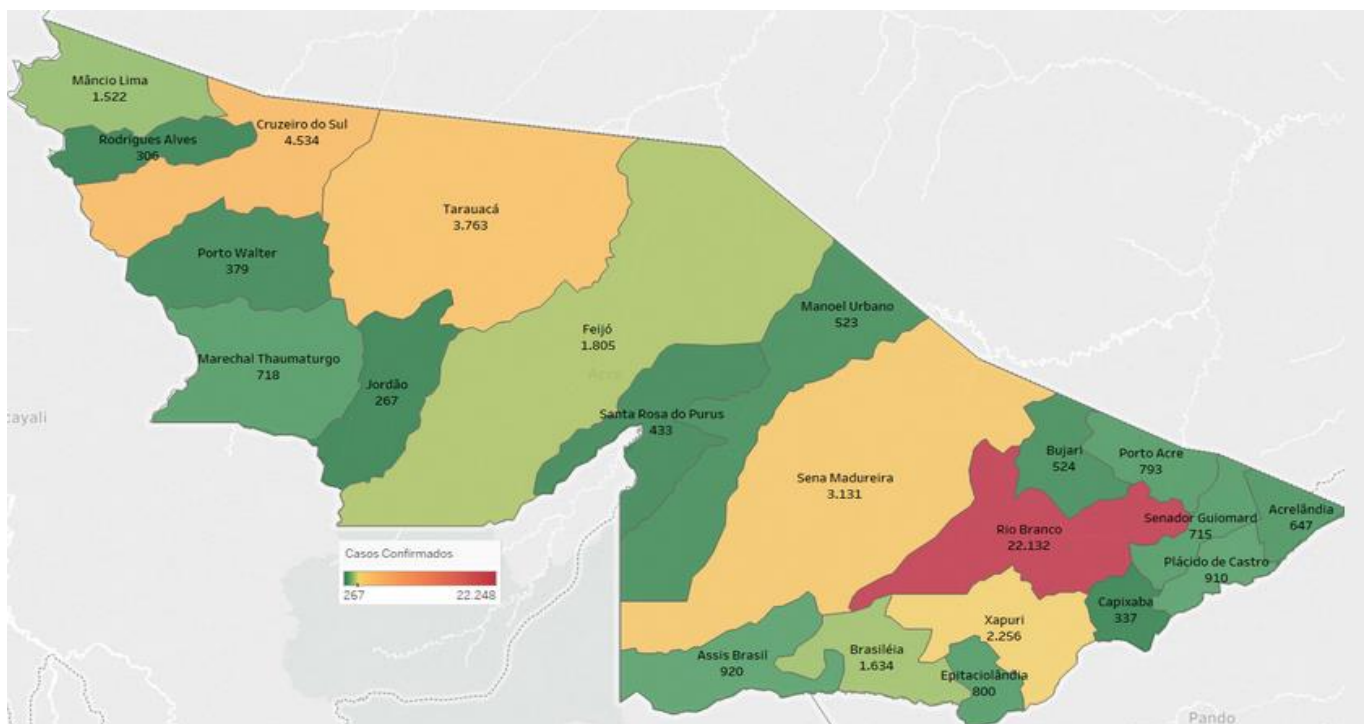 Mâncio Lima
1.522
Rodrigues Alves
306
Cruzeiro do Sul
4.534
Tarauacá
3.763
Porto Walter
379
Marechal Thaumaturgo
718
Jordão
267
Feijó
1.805
Acre
Manoel Urbano
523
Santa Rosa do Purus
433
Sena Madureira
3.131
Bujari
524
Porto Acre
793
Rio Branco
22.132
Senador Guiomard
715
Acrelândia
647
Plácido de Castro
910
Capixaba
337
Xapuri
2.256
Assis Brasil
920
Brasiléia
1.634
Epitaciolândia
800
cayali
Pando
Casos Confirmados
267 22.248